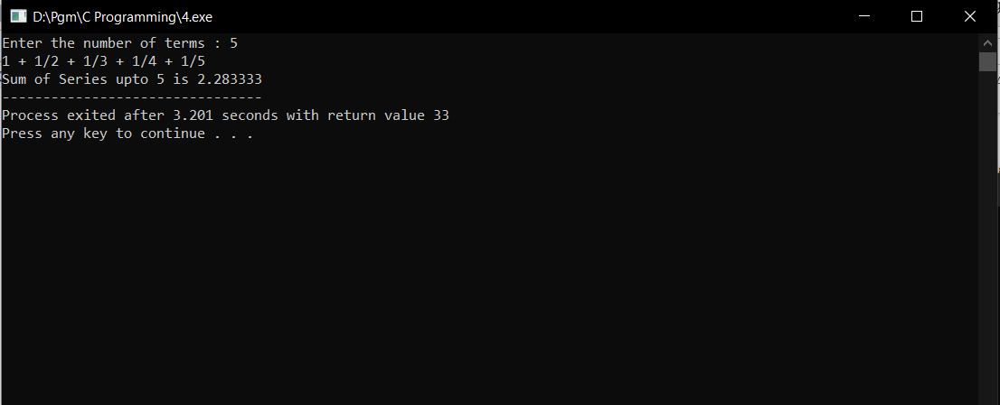 D:\Pgm\C Programming\4.exe
Enter the number of terms : 5
1 + 1/2 + 1/3 + 1/4 + 1/5
Sum of Series upto 5 is 2.283333
--------------------------------
Process exited after 3.201 seconds with return value 33
Press any key to continue . . .